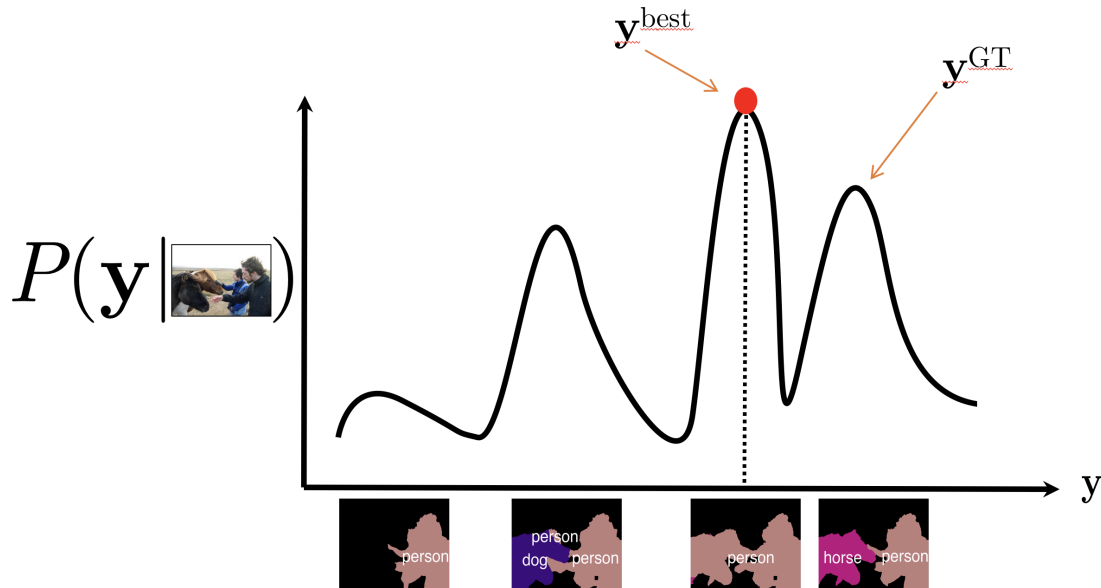 y^best
y^GT
P(y| )
y
person
person
dog person
person
horse person